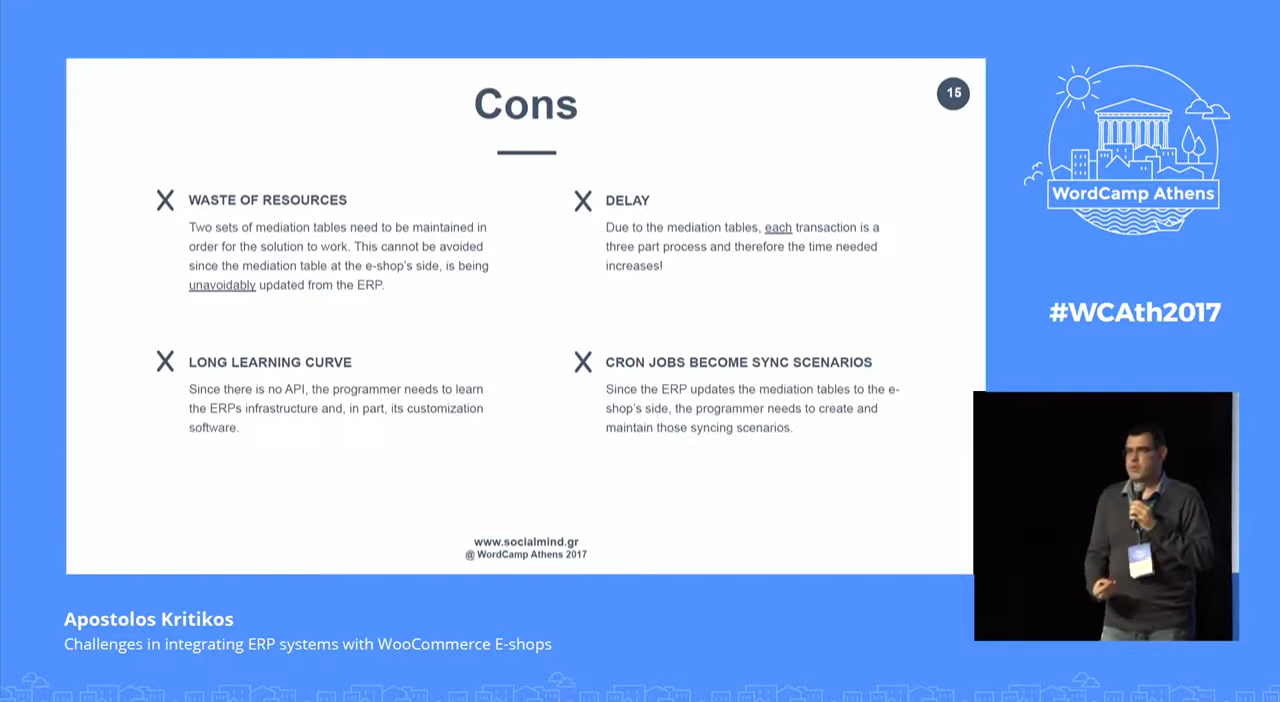 Cons
15
X WASTE OF RESOURCES
Two sets of mediation tables need to be maintained in
order for the solution to work. This cannot be avoided
since the mediation table at the e-shop's side, is being
unavoidably updated from the ERP.
X DELAY
Due to the mediation tables, each transaction is a
three part process and therefore the time needed
increases!
X LONG LEARNING CURVE
Since there is no API, the programmer needs to learn
the ERPs infrastructure and, in part, its customization
software.
X CRON JOBS BECOME SYNC SCENARIOS
Since the ERP updates the mediation tables to the e-
shop's side, the programmer needs to create and
maintain those syncing scenarios.
www.socialmind.gr
@ WordCamp Athens 2017
WordCamp Athens
#WCAth2017
Apostolos Kritikos
Challenges in integrating ERP systems with WooCommerce E-shops